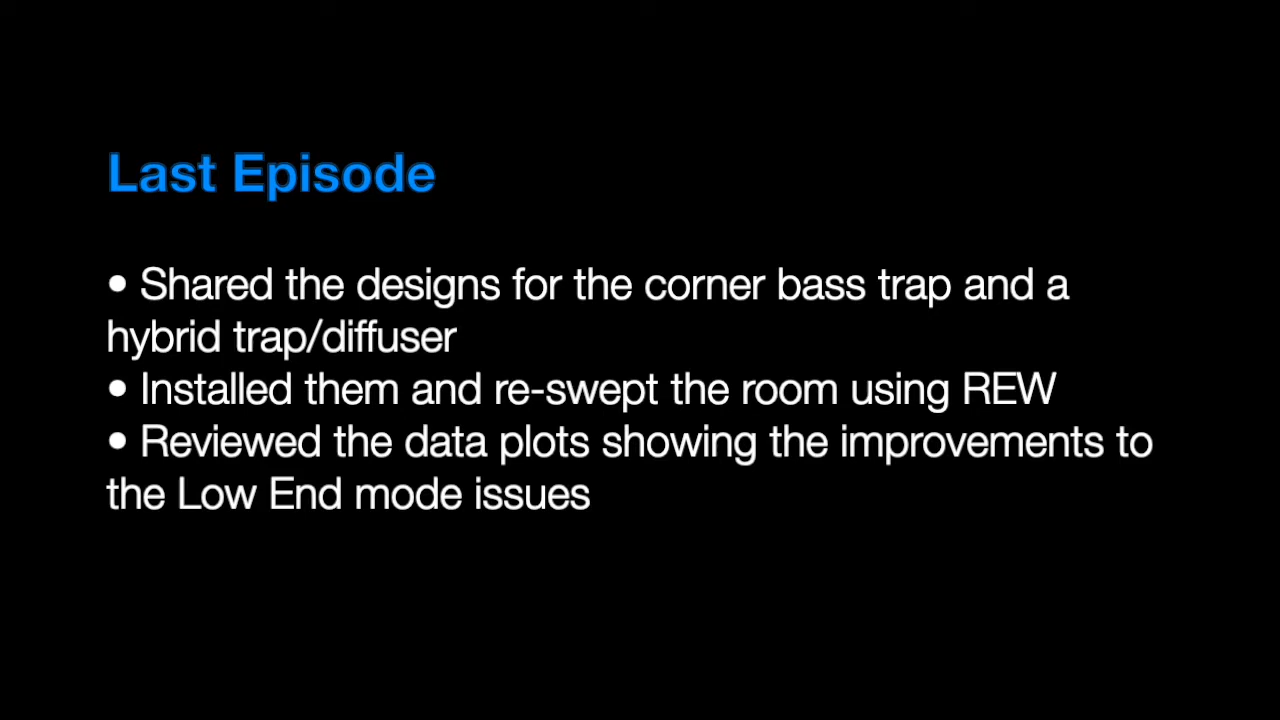 Last Episode
• Shared the designs for the corner bass trap and a
hybrid trap/diffuser
• Installed them and re-swept the room using REW
• Reviewed the data plots showing the improvements to
the Low End mode issues